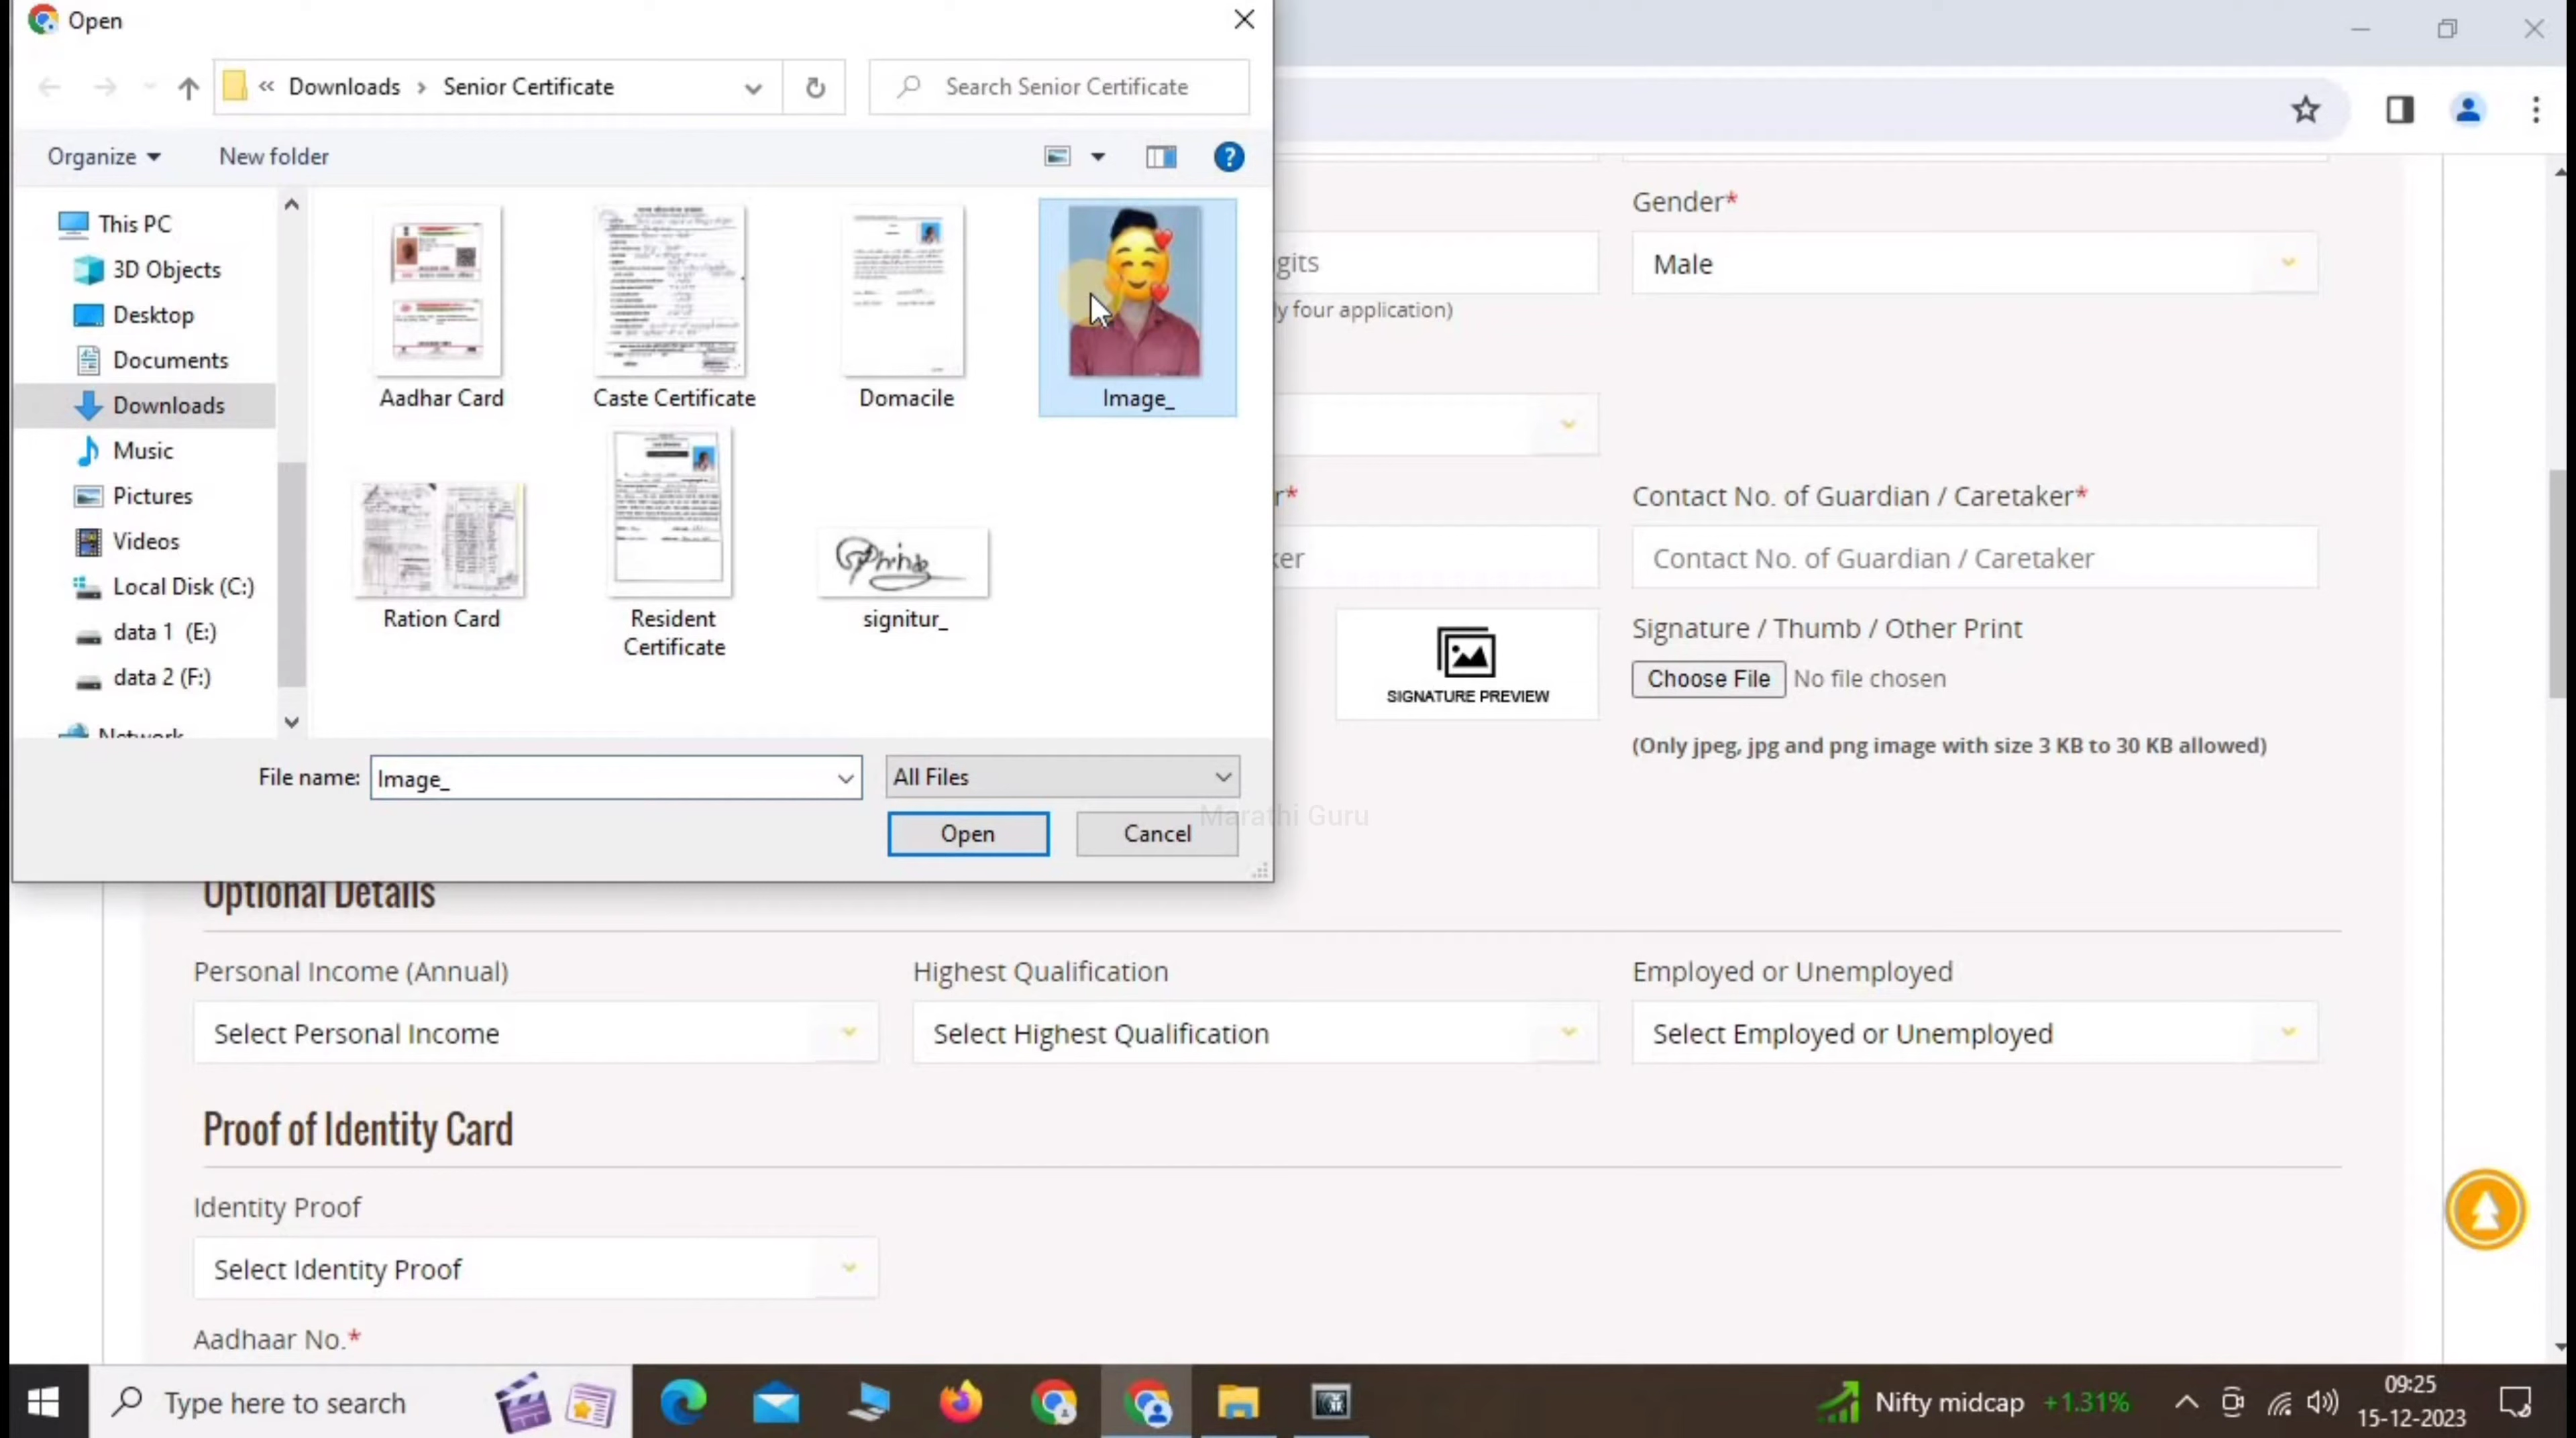 Open
Downloads > Senior Certificate
Search Senior Certificate
Organize
New folder
This PC
3D Objects
Desktop
Documents
Downloads
Music
Pictures
Videos
Local Disk (C:)
data 1 (E:)
data 2 (F:)
Network
Aadhar Card
Caste Certificate
Domacile
Image_
Ration Card
Resident
Certificate
signitur_
File name:
Image_
All Files
Open
Cancel
Marathi Guru
Gender*
gits
Male
ly four application)
r*
Contact No. of Guardian / Caretaker*
Contact No. of Guardian / Caretaker
SIGNATURE PREVIEW
Signature / Thumb / Other Print
Choose File No file chosen
(Only jpeg, jpg and png image with size 3 KB to 30 KB allowed)
Optional Details
Personal Income (Annual)
Highest Qualification
Employed or Unemployed
Select Personal Income
Select Highest Qualification
Select Employed or Unemployed
Proof of Identity Card
Identity Proof
Select Identity Proof
Aadhaar No.*
Type here to search
Nifty midcap +1.31%
09:25
15-12-2023